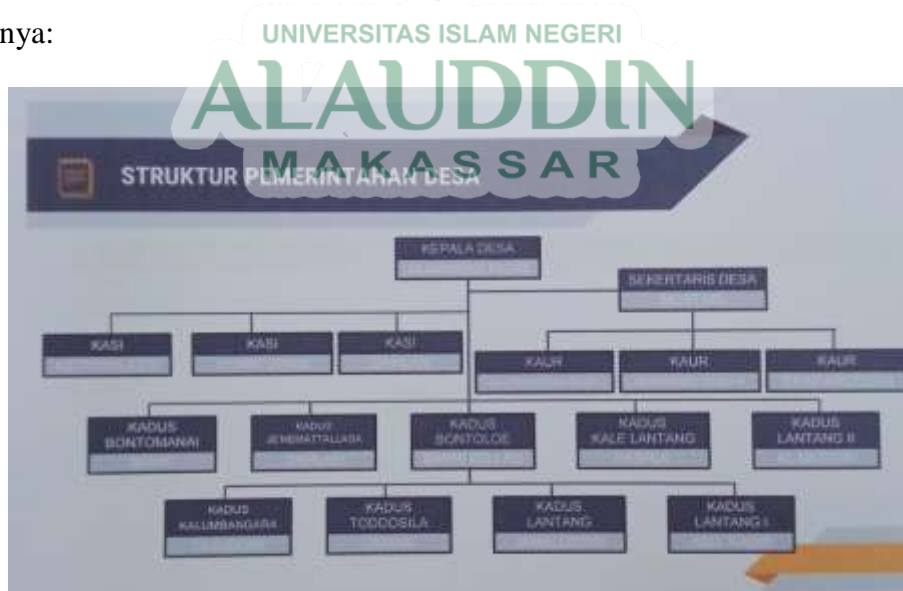 nya:
UNIVERSITAS ISLAM NEGERI
ALAUDDIN
MAKASSAR
STRUKTUR PEMERINTAHAN DESA
KEPALA DESA
SEKERTARIS DESA
KASI
KASI
KASI
KAUR
KAUR
KAUR
KADUS
BONTOMANAI
KADUS
JENEMATTALLASA
KADUS
BONTOLOE
KADUS
KALE LANTANG
KADUS
LANTANG II
KADUS
KALUMBANGARA
KADUS
TODDOSILA
KADUS
LANTANG
KADUS
LANTANG I